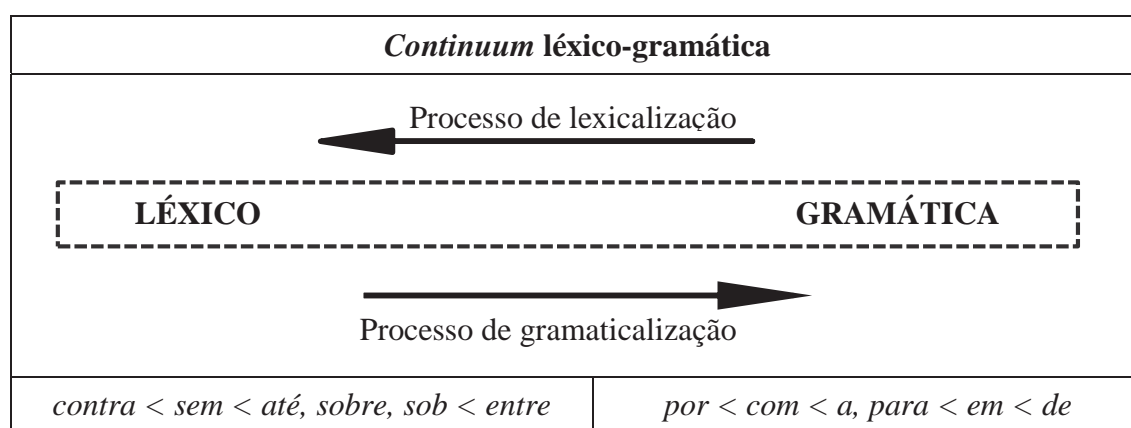 Continuum léxico-gramática
Processo de lexicalização
LÉXICO GRAMÁTICA
Processo de gramaticalização
contra < sem < até, sobre, sob < entre
por < com < a, para < em < de